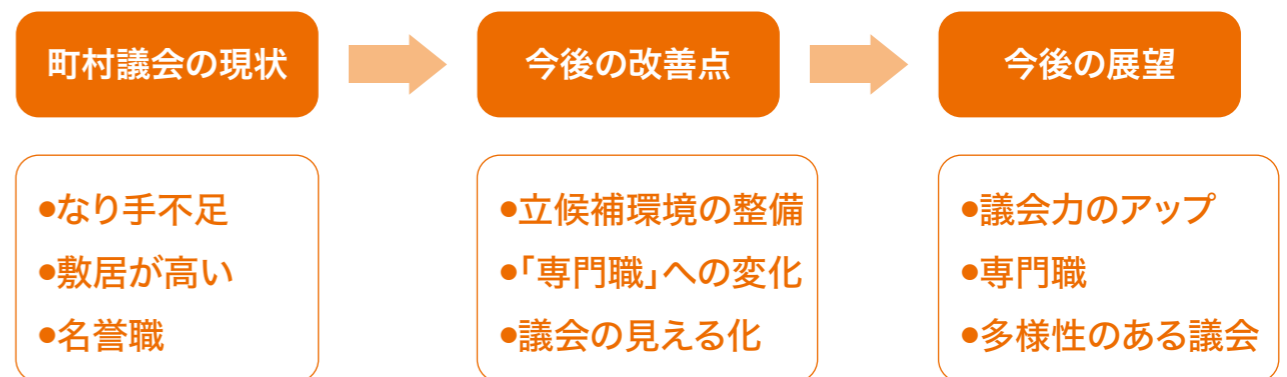 町村議会の現状
今後の改善点
今後の展望
●なり手不足
●敷居が高い
●名誉職
●立候補環境の整備
●「専門職」への変化
●議会の見える化
●議会力のアップ
●専門職
●多様性のある議会